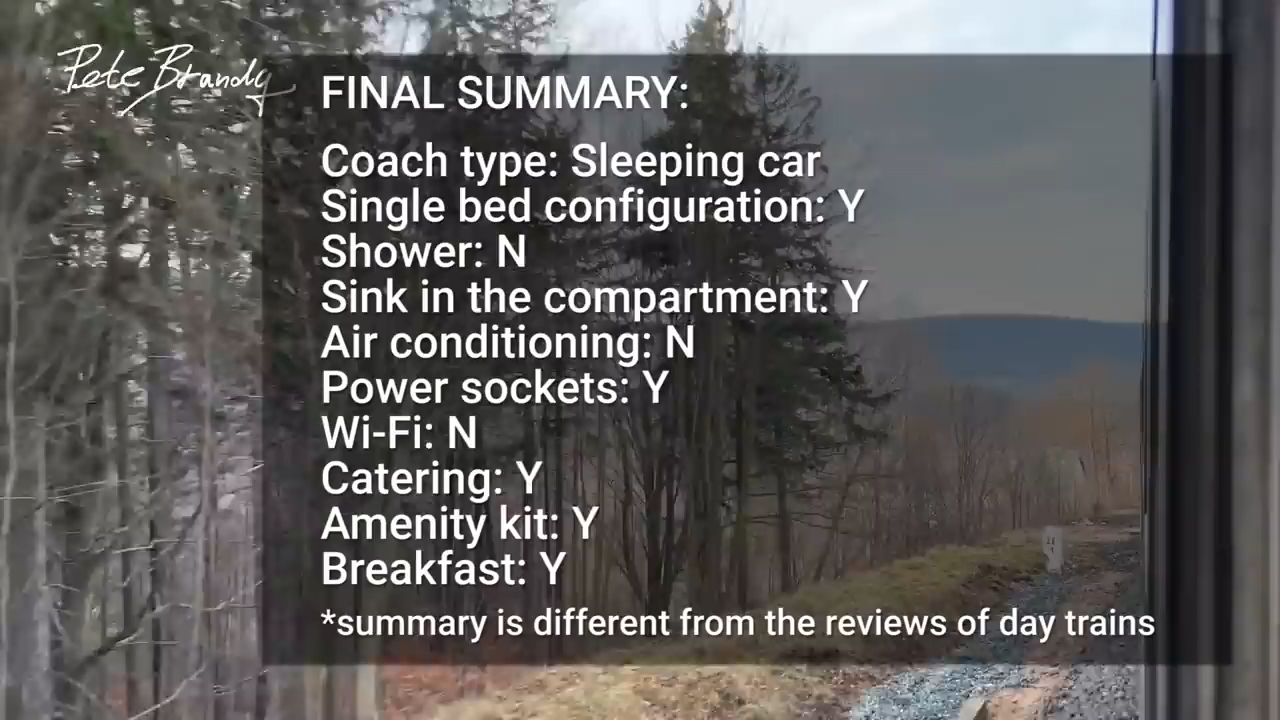 Pete Brandy
FINAL SUMMARY:
Coach type: Sleeping car
Single bed configuration: Y
Shower: N
Sink in the compartment: Y
Air conditioning: N
Power sockets: Y
Wi-Fi: N
Catering: Y
Amenity kit: Y
Breakfast: Y
*summary is different from the reviews of day trains